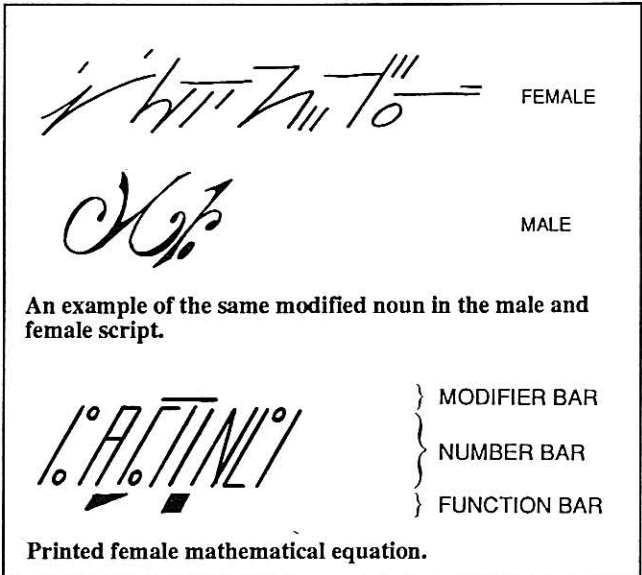 FEMALE
MALE
An example of the same modified noun in the male and
female script.
} MODIFIER BAR
} NUMBER BAR
} FUNCTION BAR
Printed female mathematical equation.